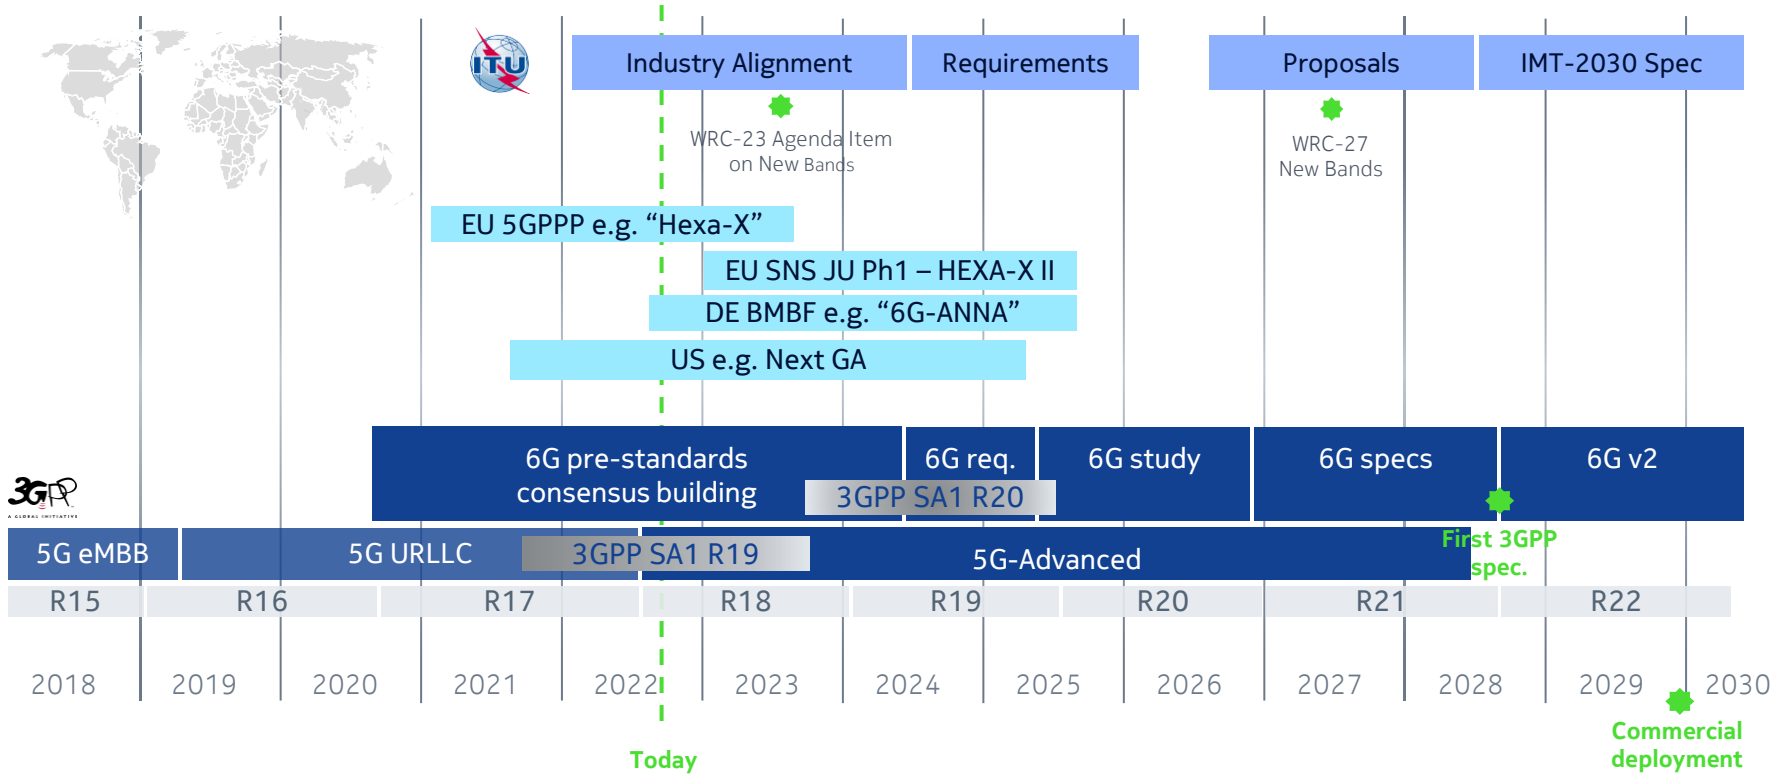 ITU
Industry Alignment
Requirements
Proposals
IMT-2030 Spec
WRC-23 Agenda Item
on New Bands
WRC-27
New Bands
EU 5GPPP e.g. “Hexa-X”
EU SNS JU Ph1 – HEXA-X II
DE BMBF e.g. “6G-ANNA”
US e.g. Next GA
6G pre-standards
consensus building
6G req.
6G study
6G specs
6G v2
3GPP SA1 R20
3GPP
A GLOBAL INITIATIVE
5G eMBB
5G URLLC
3GPP SA1 R19
5G-Advanced
First 3GPP
spec.
R15
R16
R17
R18
R19
R20
R21
R22
2018
2019
2020
2021
2022
2023
2024
2025
2026
2027
2028
2029
2030
Today
Commercial
deployment